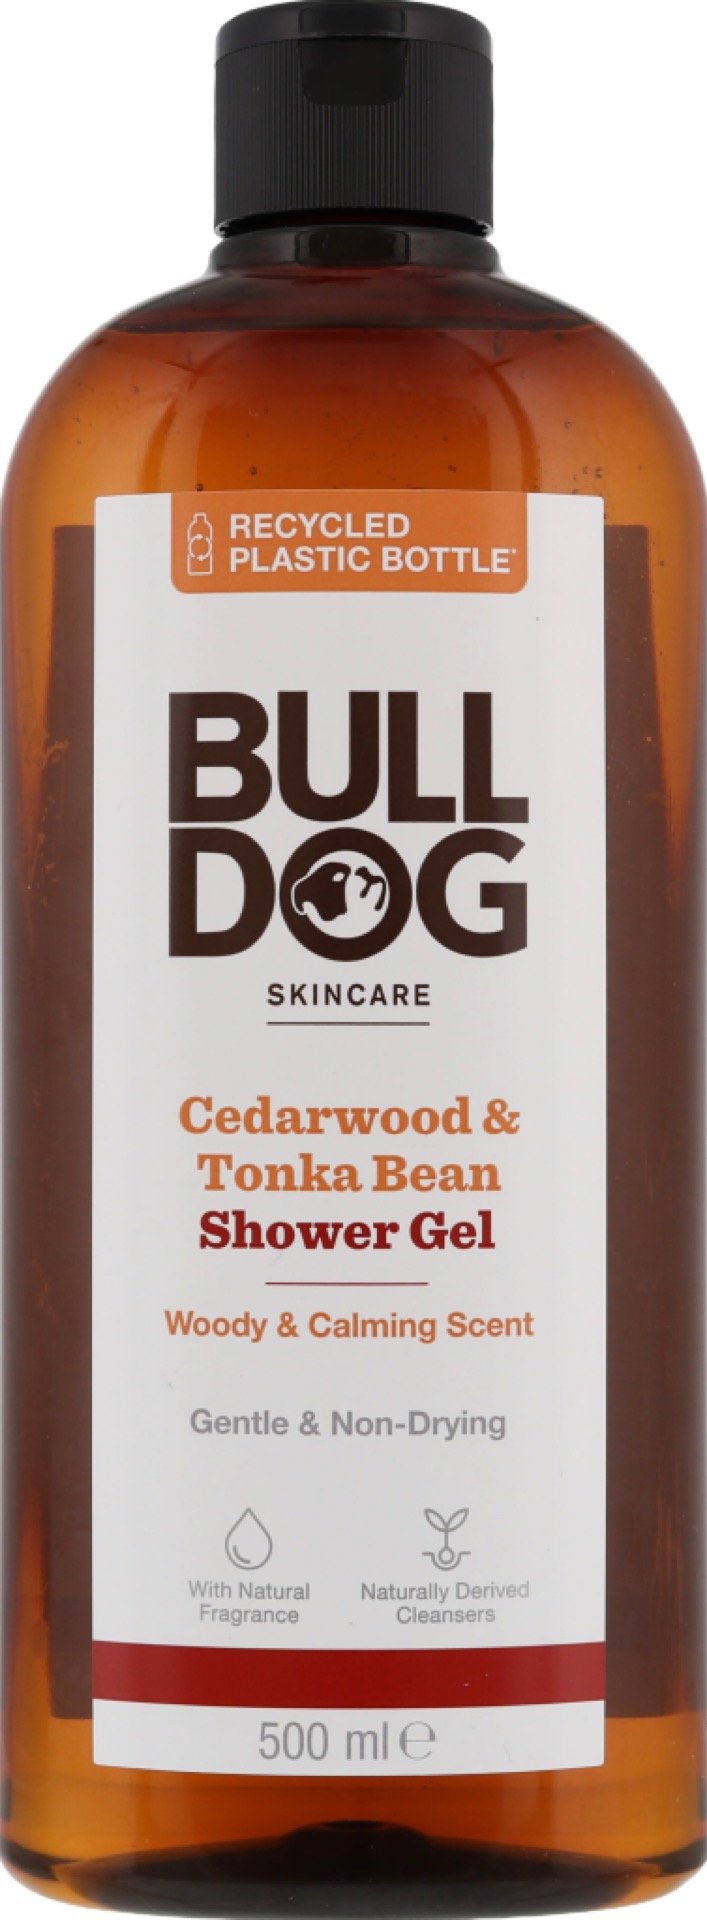 RECYCLED
PLASTIC BOTTLE*
BULL
DOG
SKINCARE
Cedarwood &
Tonka Bean
Shower Gel
Woody & Calming Scent
Gentle & Non-Drying
With Natural
Fragrance
Naturally Derived
Cleansers
500 ml ℮